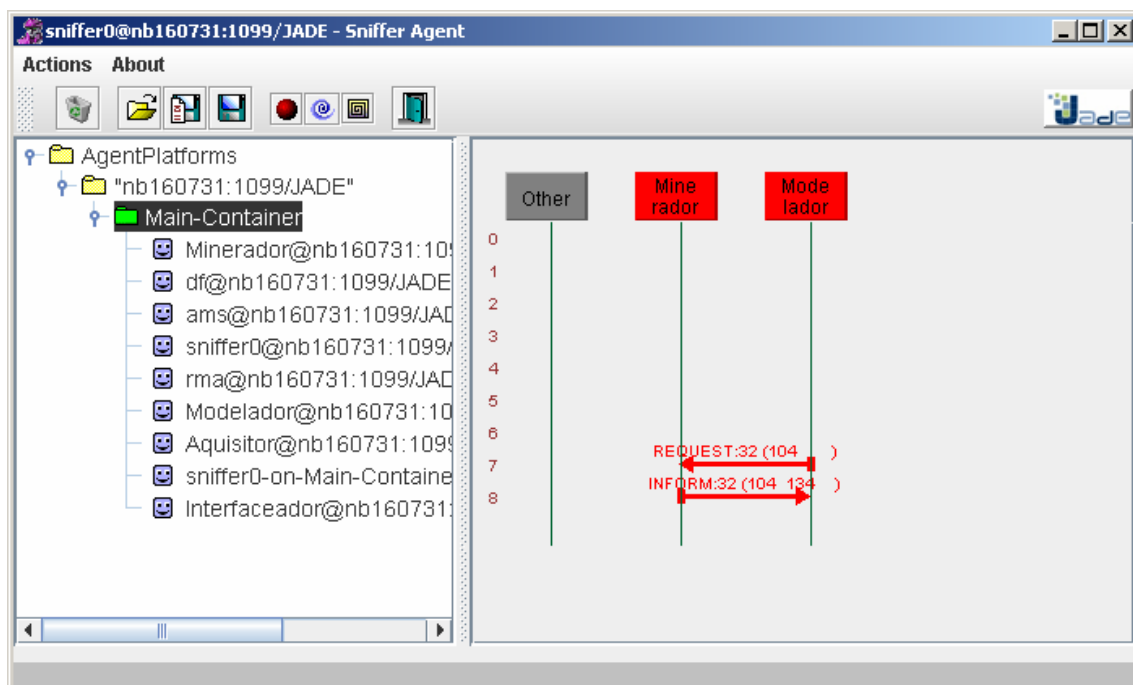 sniffer0@nb160731:1099/JADE - Sniffer Agent
Actions About
Jade
AgentPlatforms
"nb160731:1099/JADE"
Main-Container
Minerador@nb160731:109
df@nb160731:1099/JADE
ams@nb160731:1099/JAD
sniffer0@nb160731:1099/
rma@nb160731:1099/JAD
Modelador@nb160731:10
Aquisitor@nb160731:1099
sniffer0-on-Main-Containe
Interfaceador@nb160731:
Other
Mine
rador
Mode
lador
0
1
2
3
4
5
6
REQUEST:32 (104 )
7
INFORM:32 (104 134 )
8